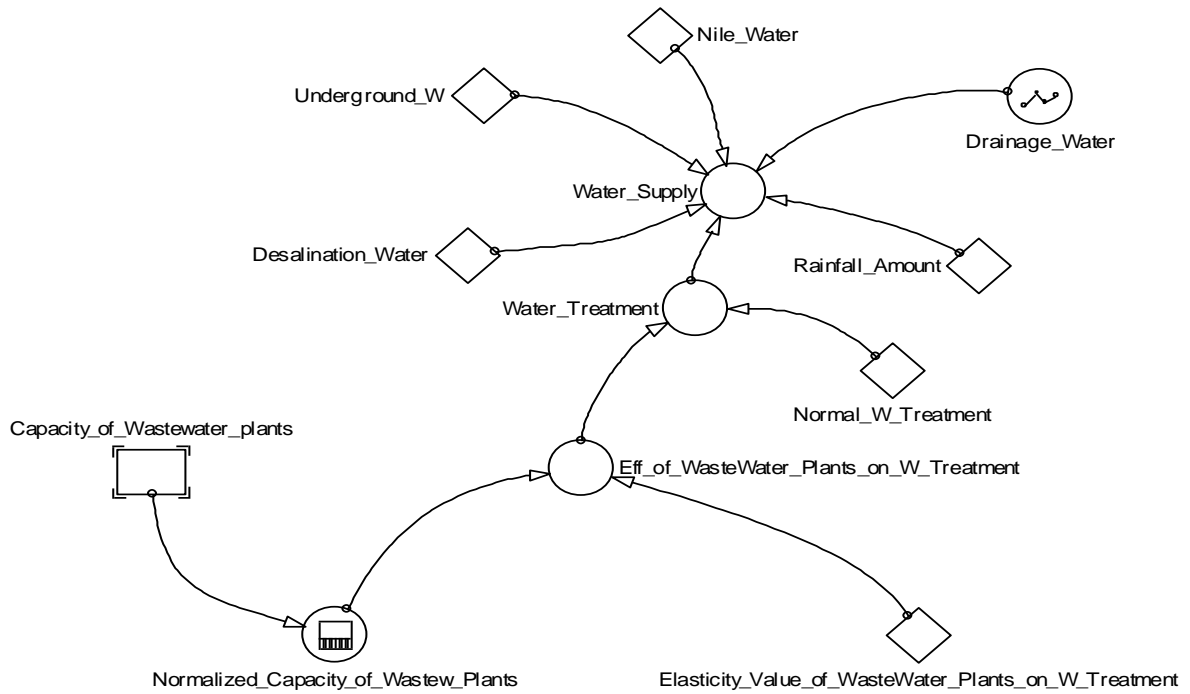 Nile_Water
Underground_W
Drainage_Water
Water_Supply
Desalination_Water
Rainfall_Amount
Water_Treatment
Normal_W_Treatment
Capacity_of_Wastewater_plants
Eff_of_WasteWater_Plants_on_W_Treatment
Normalized_Capacity_of_Wastew_Plants
Elasticity_Value_of_WasteWater_Plants_on_W_Treatment